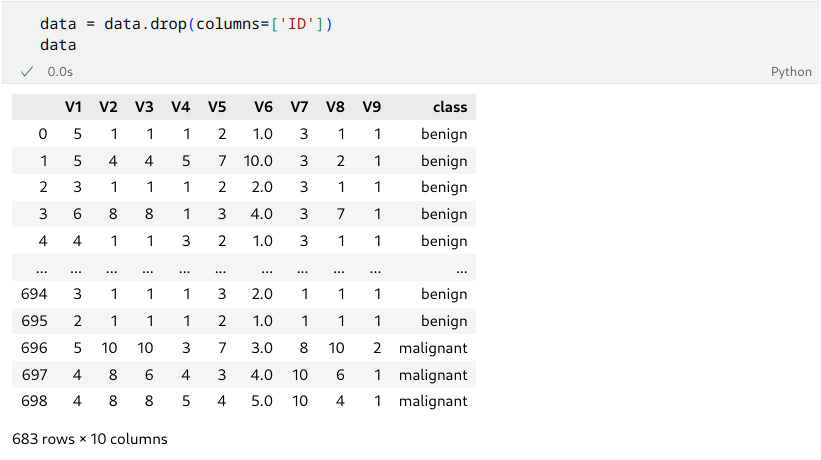 data = data.drop(columns=['ID'])
data
0.0s Python
V1 V2 V3 V4 V5 V6 V7 V8 V9 class
0 5 1 1 1 2 1.0 3 1 1 benign
1 5 4 4 5 7 10.0 3 2 1 benign
2 3 1 1 1 2 2.0 3 1 1 benign
3 6 8 8 1 3 4.0 3 7 1 benign
4 4 1 1 3 2 1.0 3 1 1 benign
... ... ... ... ... ... ... ... ... ... ...
694 3 1 1 1 3 2.0 1 1 1 benign
695 2 1 1 1 2 1.0 1 1 1 benign
696 5 10 10 3 7 3.0 8 10 2 malignant
697 4 8 6 4 3 4.0 10 6 1 malignant
698 4 8 8 5 4 5.0 10 4 1 malignant
683 rows × 10 columns